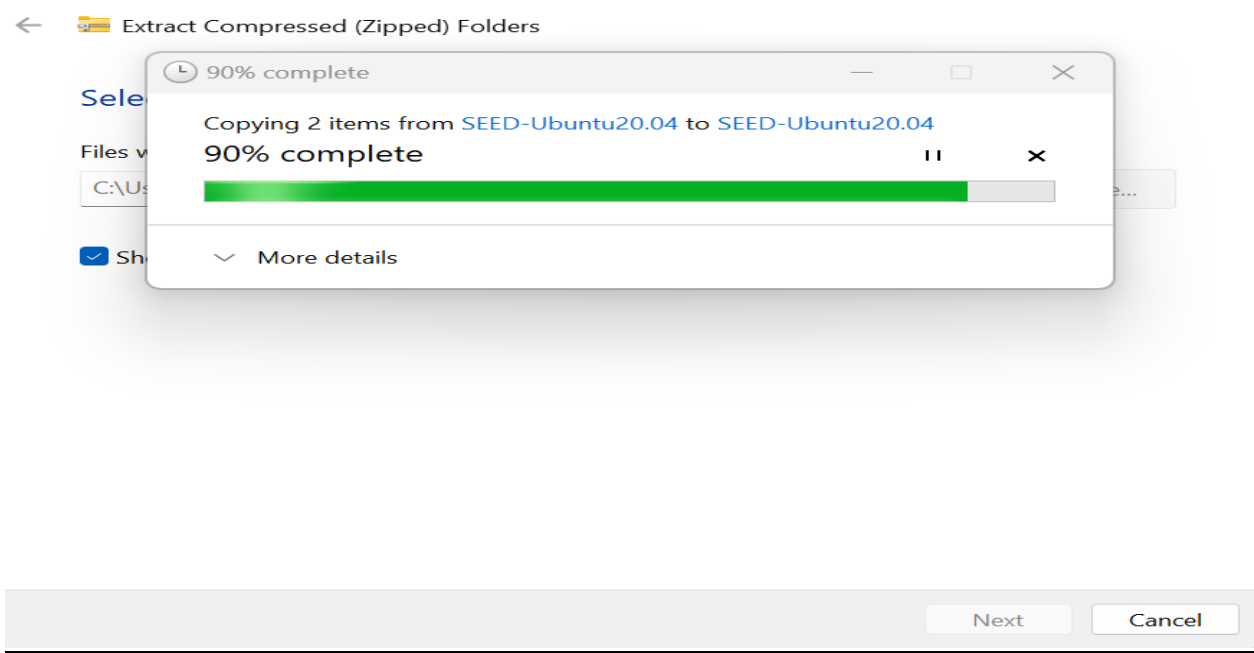 Extract Compressed (Zipped) Folders
90% complete
Copying 2 items from SEED-Ubuntu20.04 to SEED-Ubuntu20.04
90% complete
More details
Files
Next
Cancel